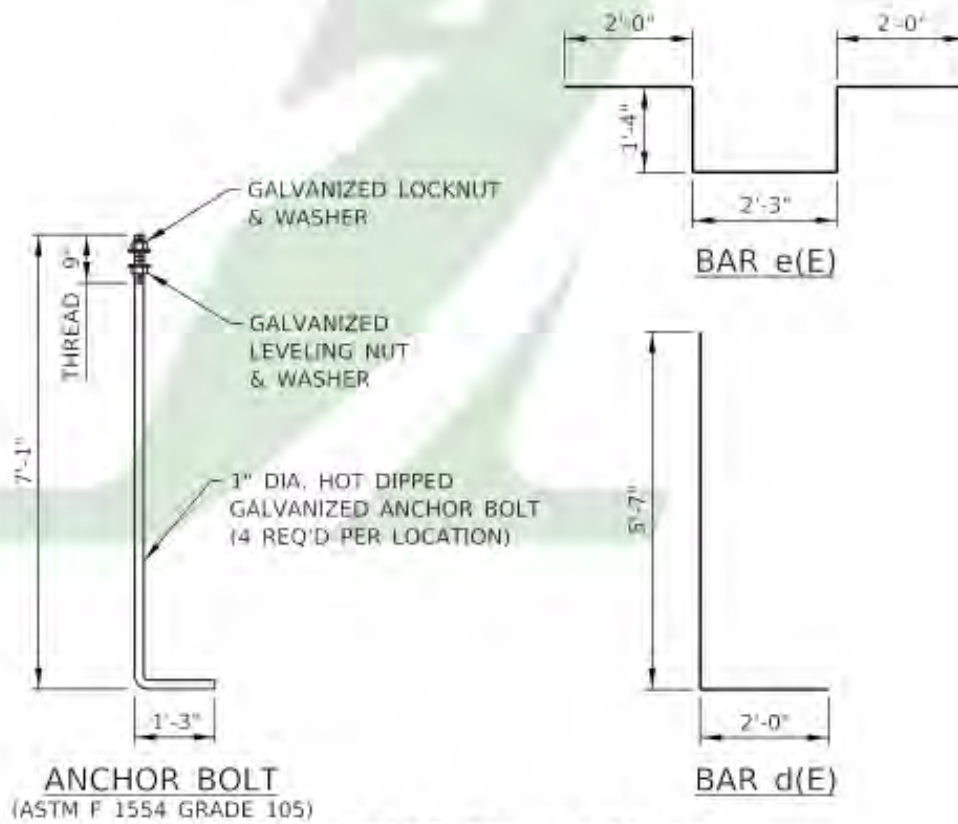 2'-0"
2'-0"
1'-4"
2'-3"
BAR e(E)
GALVANIZED LOCKNUT
& WASHER
9"
THREAD
GALVANIZED
LEVELING NUT
& WASHER
7'-1"
1" DIA. HOT DIPPED
GALVANIZED ANCHOR BOLT
(4 REQ'D PER LOCATION)
5'-7"
1'-3"
2'-0"
ANCHOR BOLT
(ASTM F 1554 GRADE 105)
BAR d(E)